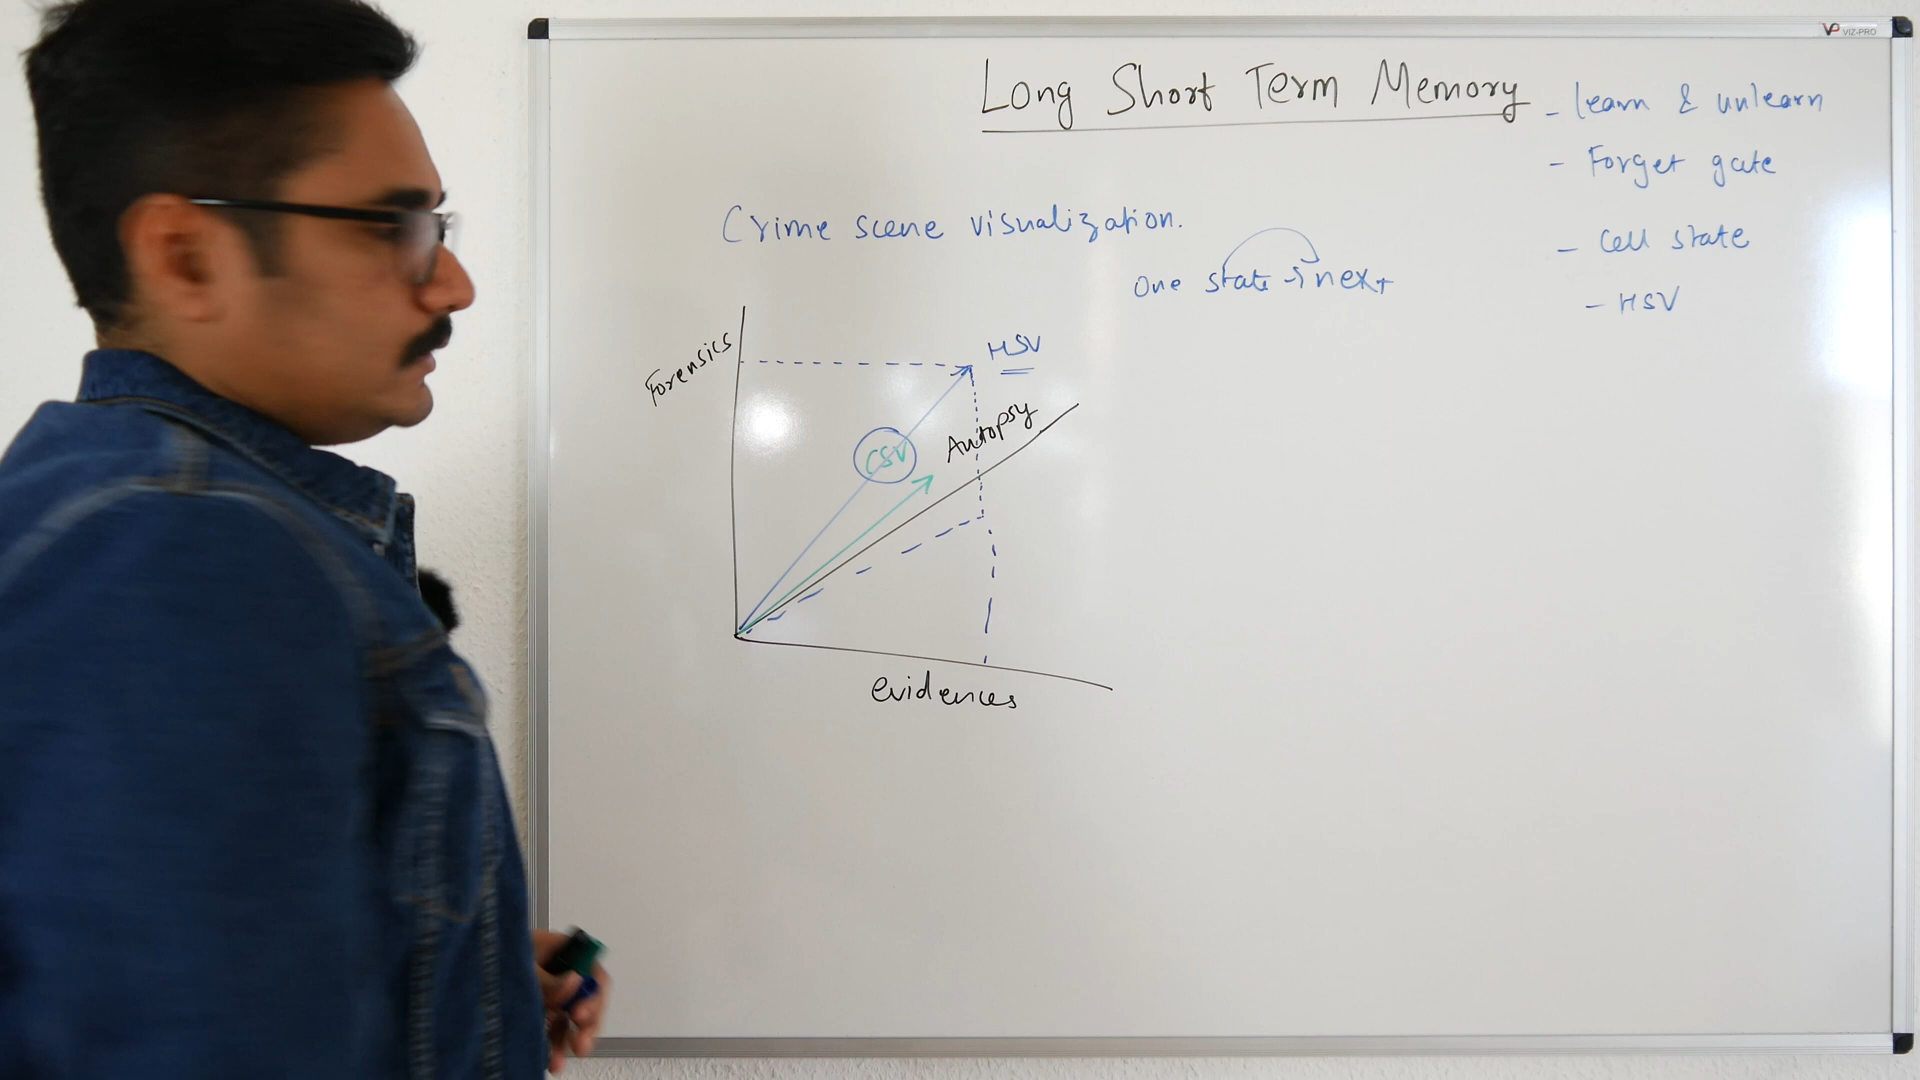 VP VIZ-PRO
Long Short Term Memory
- learn & unlearn
- Forget gate
- Cell state
- HSV
Crime scene visualization.
One state → next
Forensics
HSV
CSV
Autopsy
evidences